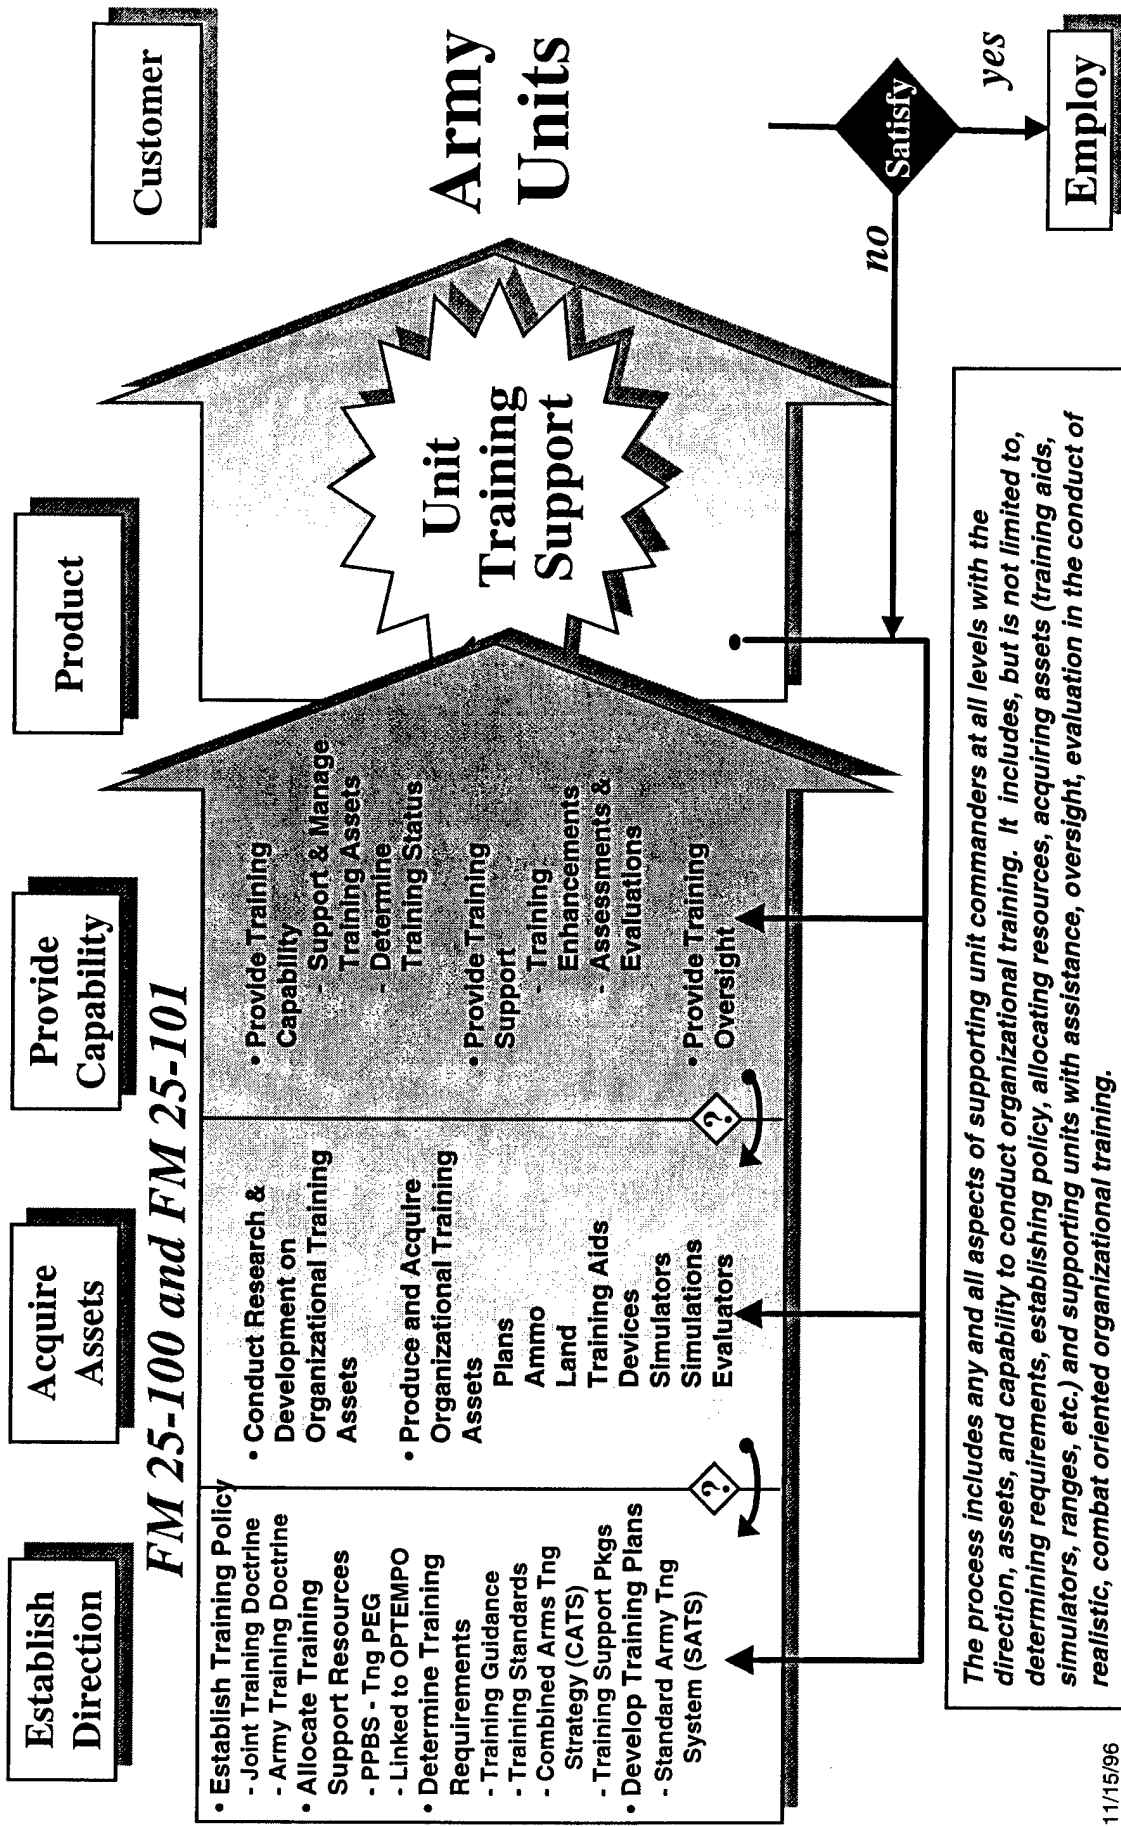 Establish
Direction
Acquire
Assets
Provide
Capability
Product
Customer
FM 25-100 and FM 25-101
• Establish Training Policy
- Joint Training Doctrine
- Army Training Doctrine
• Allocate Training
Support Resources
- PPBS - Tng PEG
- Linked to OPTEMPO
• Determine Training
Requirements
- Training Guidance
- Training Standards
- Combined Arms Tng
Strategy (CATS)
- Training Support Pkgs
• Develop Training Plans
- Standard Army Tng
System (SATS)
?
• Conduct Research &
Development on
Organizational Training
Assets
• Produce and Acquire
Organizational Training
Assets
Plans
Ammo
Land
Training Aids
Devices
Simulators
Simulations
Evaluators
?
• Provide Training
Capability
- Support & Manage
Training Assets
- Determine
Training Status
• Provide Training
Support
- Training
Enhancements
- Assessments &
Evaluations
• Provide Training
Oversight
Unit
Training
Support
Army
Units
Satisfy
no
yes
Employ
The process includes any and all aspects of supporting unit commanders at all levels with the
direction, assets, and capability to conduct organizational training. It includes, but is not limited to,
determining requirements, establishing policy, allocating resources, acquiring assets (training aids,
simulators, ranges, etc.) and supporting units with assistance, oversight, evaluation in the conduct of
realistic, combat oriented organizational training.
11/15/96